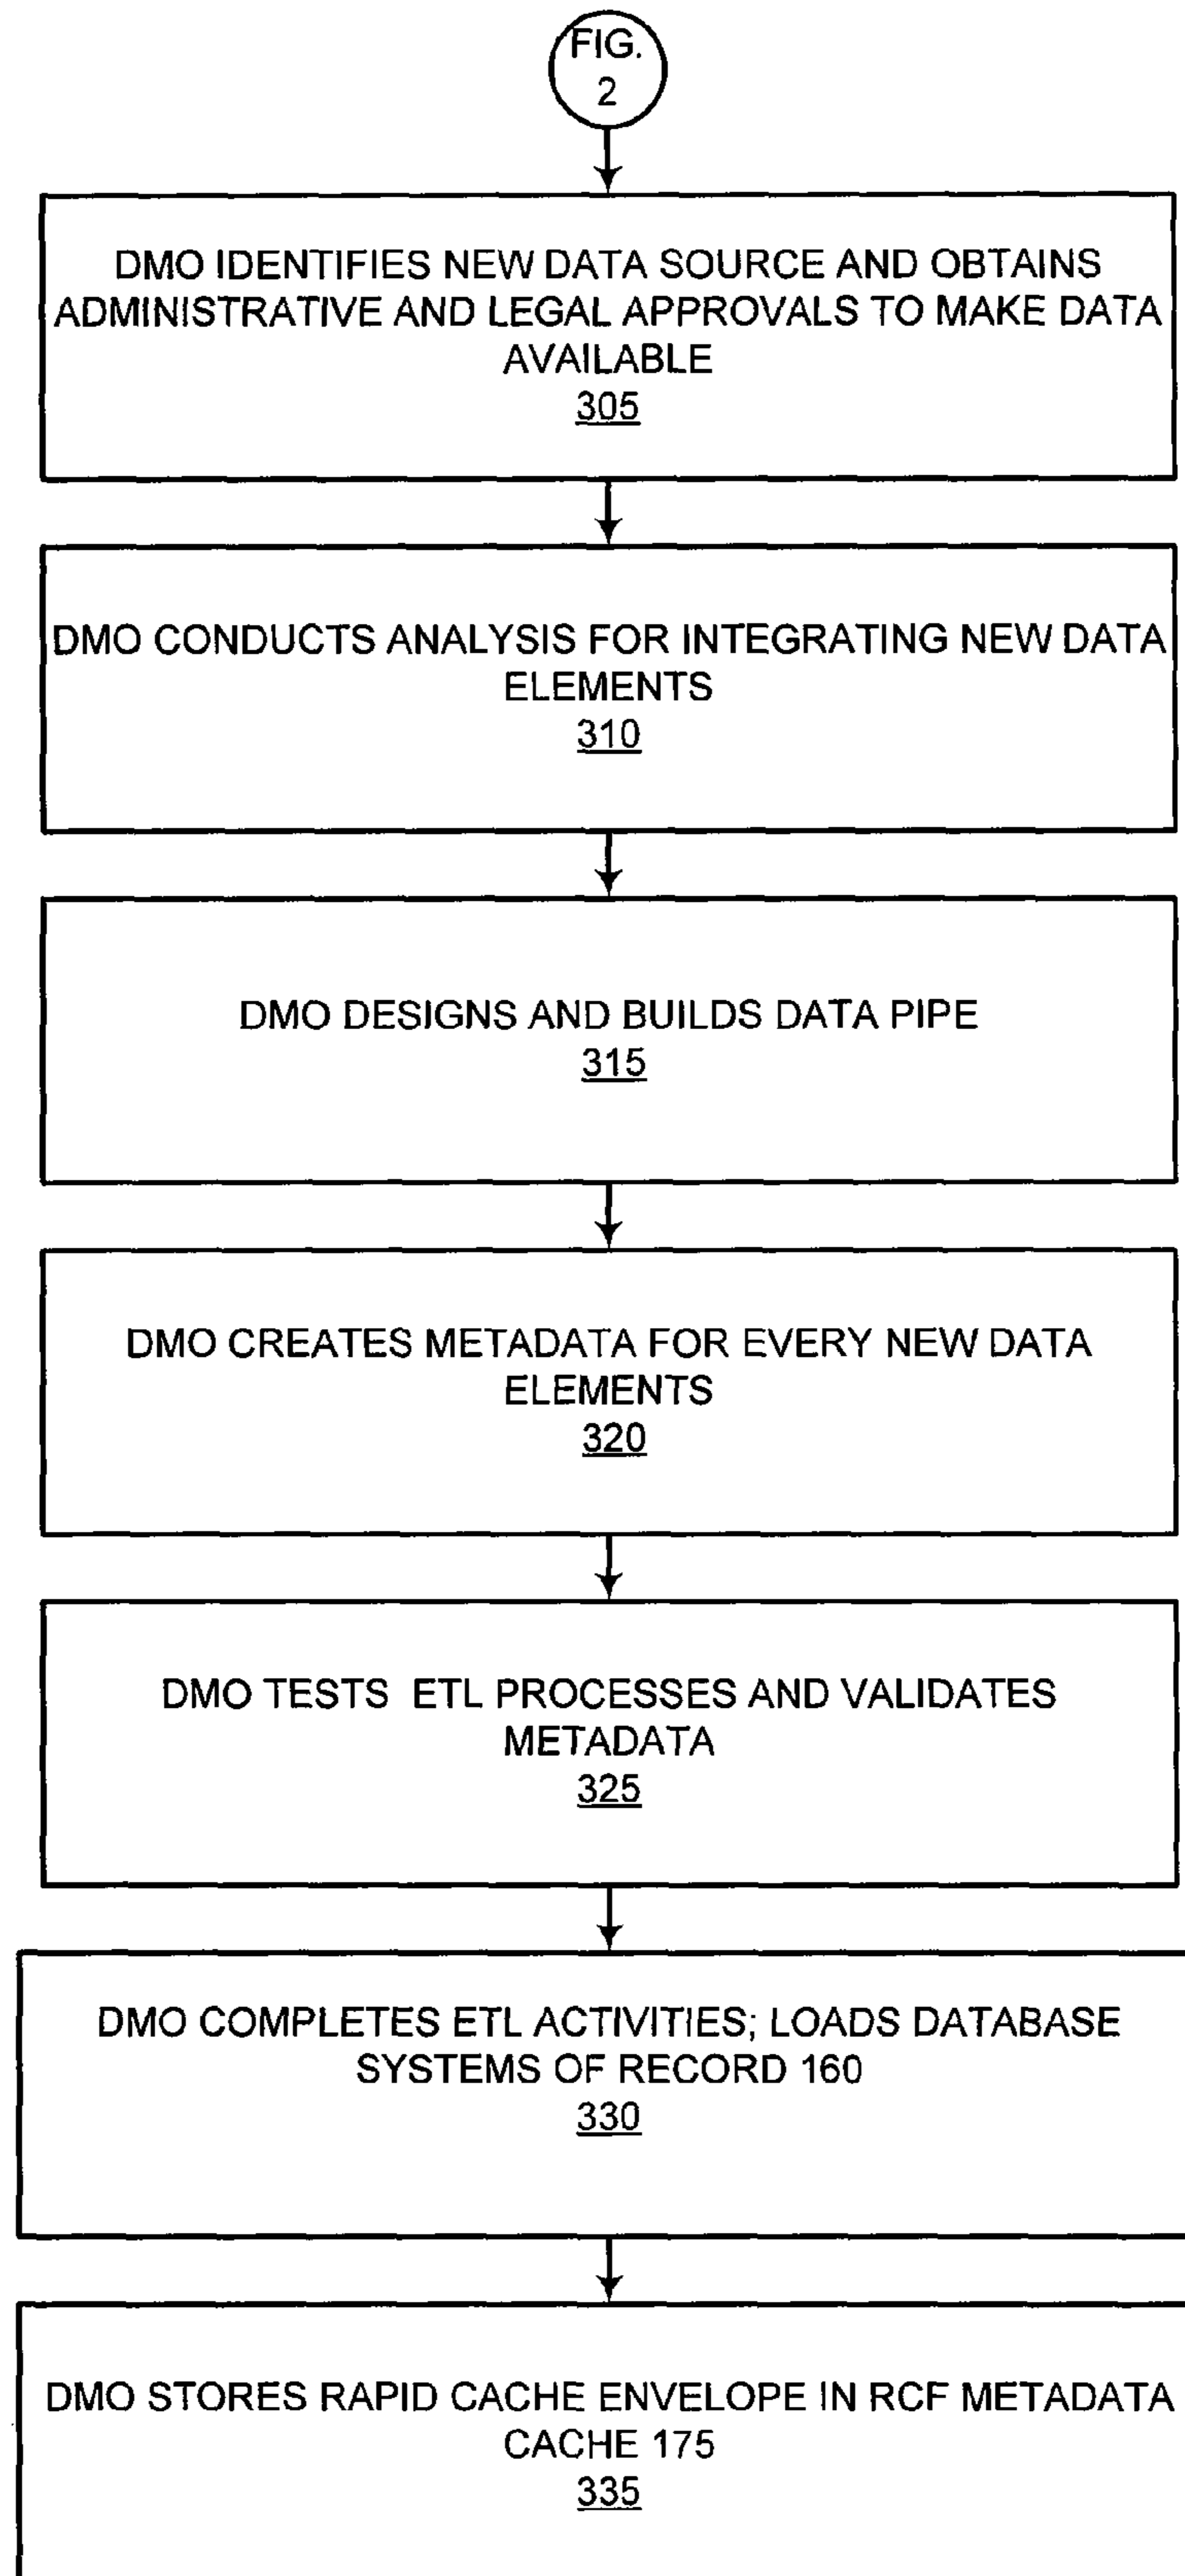 FIG.
2
DMO IDENTIFIES NEW DATA SOURCE AND OBTAINS
ADMINISTRATIVE AND LEGAL APPROVALS TO MAKE DATA
AVAILABLE
305
DMO CONDUCTS ANALYSIS FOR INTEGRATING NEW DATA
ELEMENTS
310
DMO DESIGNS AND BUILDS DATA PIPE
315
DMO CREATES METADATA FOR EVERY NEW DATA
ELEMENTS
320
DMO TESTS ETL PROCESSES AND VALIDATES
METADATA
325
DMO COMPLETES ETL ACTIVITIES; LOADS DATABASE
SYSTEMS OF RECORD 160
330
DMO STORES RAPID CACHE ENVELOPE IN RCF METADATA
CACHE 175
335